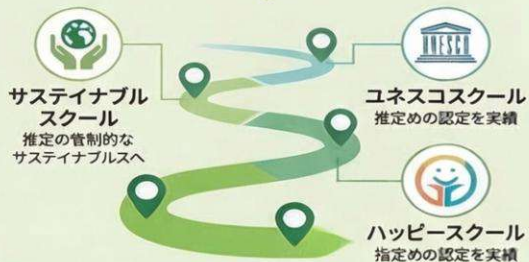 サステイナブル
スクール
推定の管制的な
サステイナブルスへ
UNESCO
ユネスコスクール
推定めの認定を実績
ハッピースクール
指定めの認定を実績